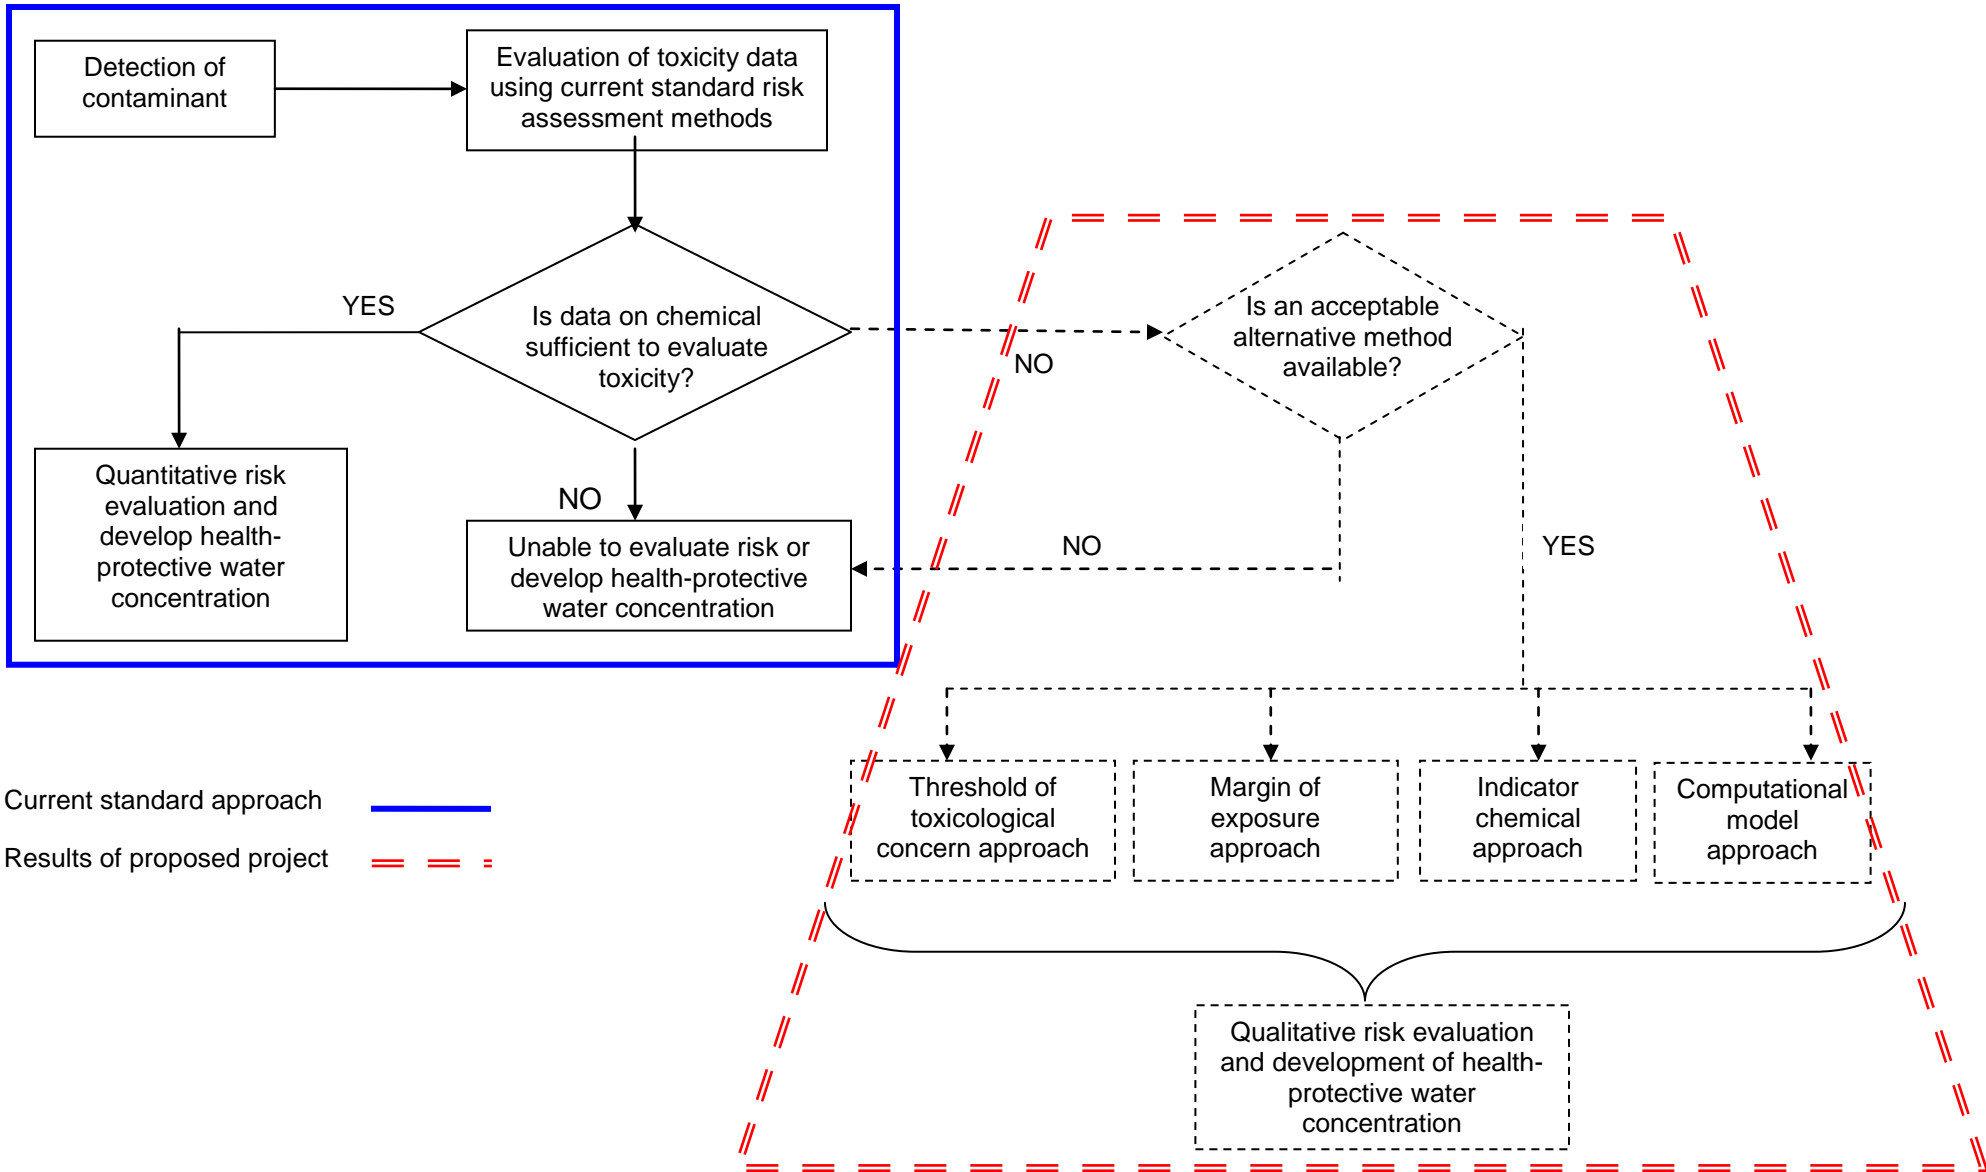 Detection of
contaminant
Evaluation of toxicity data
using current standard risk
assessment methods
YES
Is data on chemical
sufficient to evaluate
toxicity?
NO
Is an acceptable
alternative method
available?
Quantitative risk
evaluation and
develop health-
protective water
concentration
NO
Unable to evaluate risk or
develop health-protective
water concentration
NO
YES
Threshold of
toxicological
concern approach
Margin of
exposure
approach
Indicator
chemical
approach
Computational
model
approach
Current standard approach
Results of proposed project
Qualitative risk evaluation
and development of health-
protective water
concentration